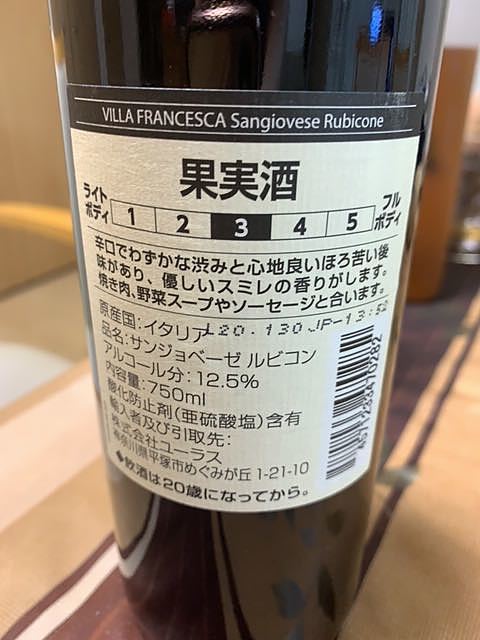 VILLA FRANCESCA Sangiovese Rubicone
果実酒
ライトボディ 1 2 3 4 5 フルボディ
辛口でわずかな渋みと心地良いほろ苦い後
味があり、優しいスミレの香りがします。
焼き肉、野菜スープやソーセージと合います。
原産国:イタリア L20.130JP-13:52
品名:サンジョベーゼ ルビコン
アルコール分:12.5%
内容量:750ml
酸化防止剤(亜硫酸塩)含有
輸入者及び引取先:
株式会社ユーラス
神奈川県平塚市めぐみが丘1-21-10
飲酒は20歳になってから。
4571233470282